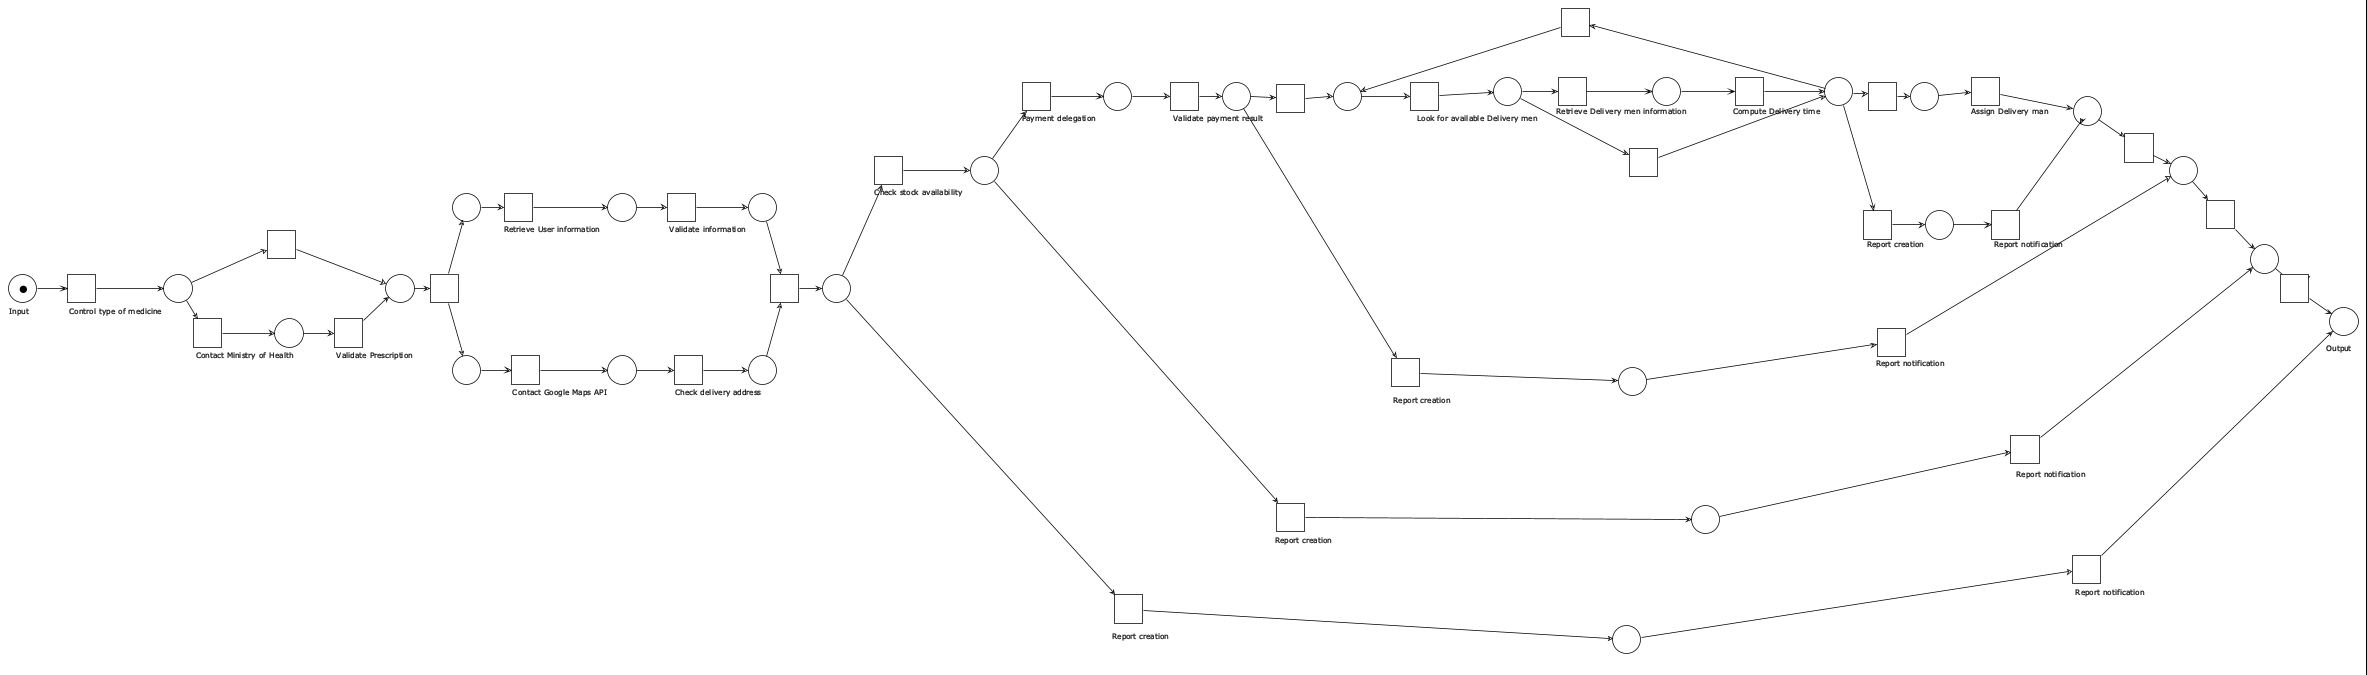 Payment delegation
Validate payment result
Look for available Delivery men
Retrieve Delivery men information
Compute Delivery time
Assign Delivery man
Check stock availability
Retrieve User information
Validate information
Report creation
Report notification
Input
Control type of medicine
Contact Ministry of Health
Validate Prescription
Output
Contact Google Maps API
Check delivery address
Report creation
Report notification
Report creation
Report notification
Report creation
Report notification